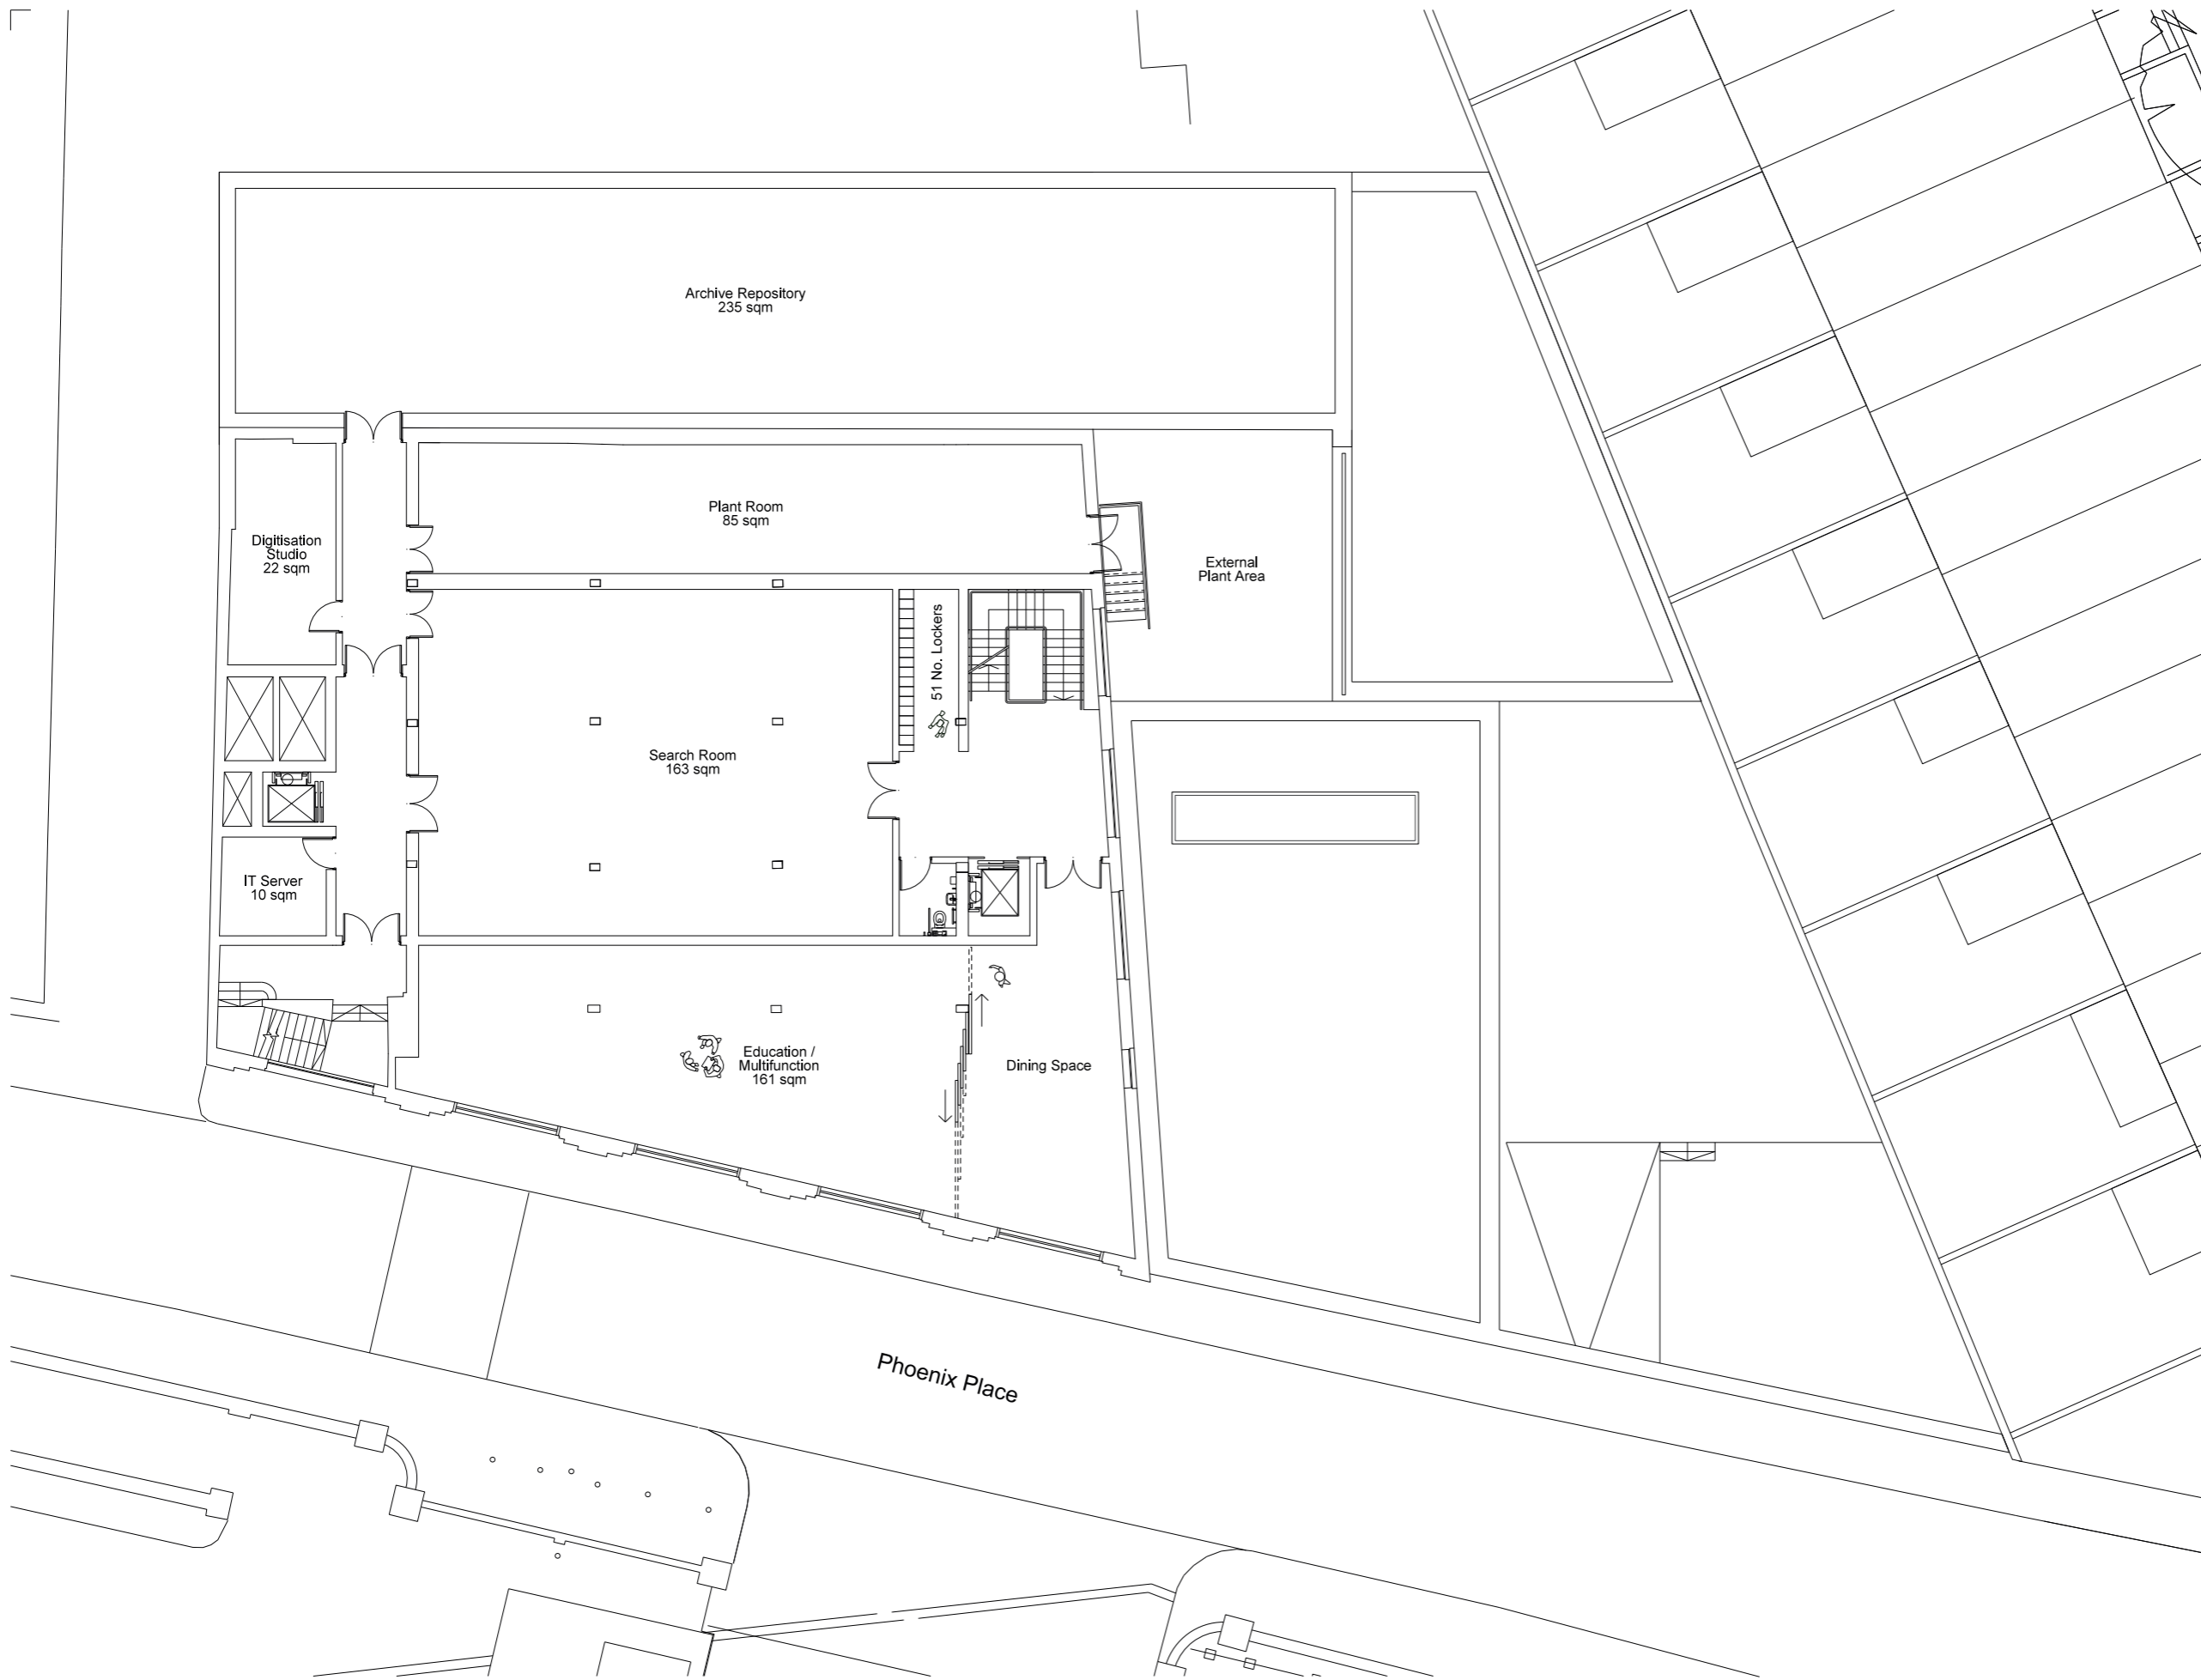 Archive Repository
235 sqm
Plant Room
85 sqm
Digitisation
Studio
22 sqm
External
Plant Area
51 No. Lockers
Search Room
163 sqm
IT Server
10 sqm
Education /
Multifunction
161 sqm
Dining Space
Phoenix Place